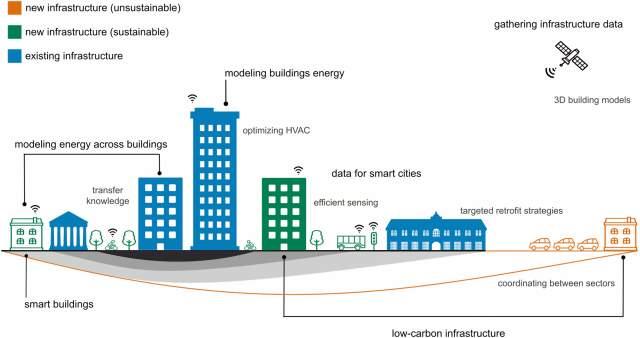 new infrastructure (unsustainable)
new infrastructure (sustainable)
existing infrastructure
gathering infrastructure data
3D building models
modeling buildings energy
optimizing HVAC
modeling energy across buildings
transfer
knowledge
data for smart cities
efficient sensing
targeted retrofit strategies
coordinating between sectors
smart buildings
low-carbon infrastructure